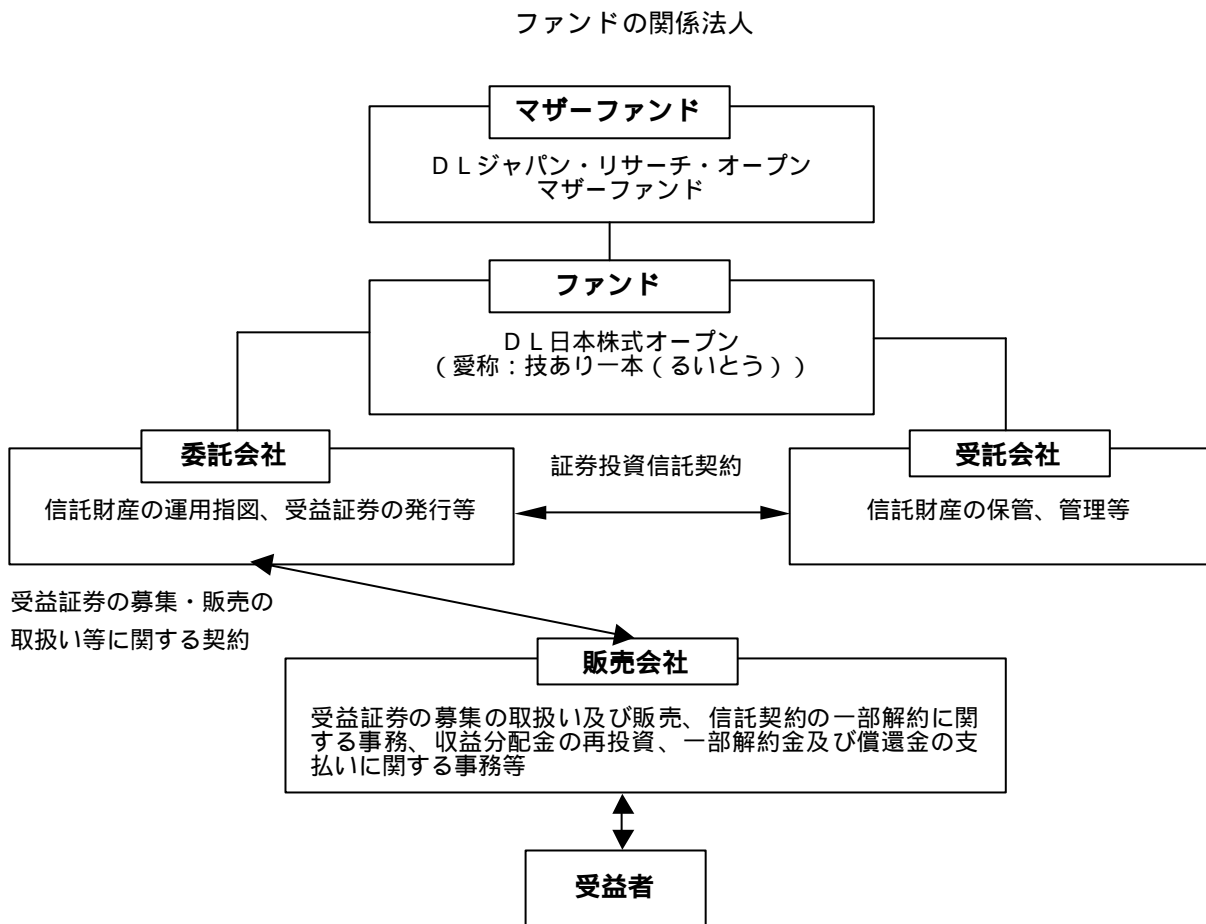 ファンドの関係法人
マザーファンド
ＤＬジャパン・リサーチ・オープン
マザーファンド
ファンド
ＤＬ日本株式オープン
（愛称：技あり一本（るいとう））
委託会社
信託財産の運用指図、受益証券の発行等
証券投資信託契約
受託会社
信託財産の保管、管理等
受益証券の募集・販売の
取扱い等に関する契約
販売会社
受益証券の募集の取扱い及び販売、信託契約の一部解約に関
する事務、収益分配金の再投資、一部解約金及び償還金の支
払いに関する事務等
受益者